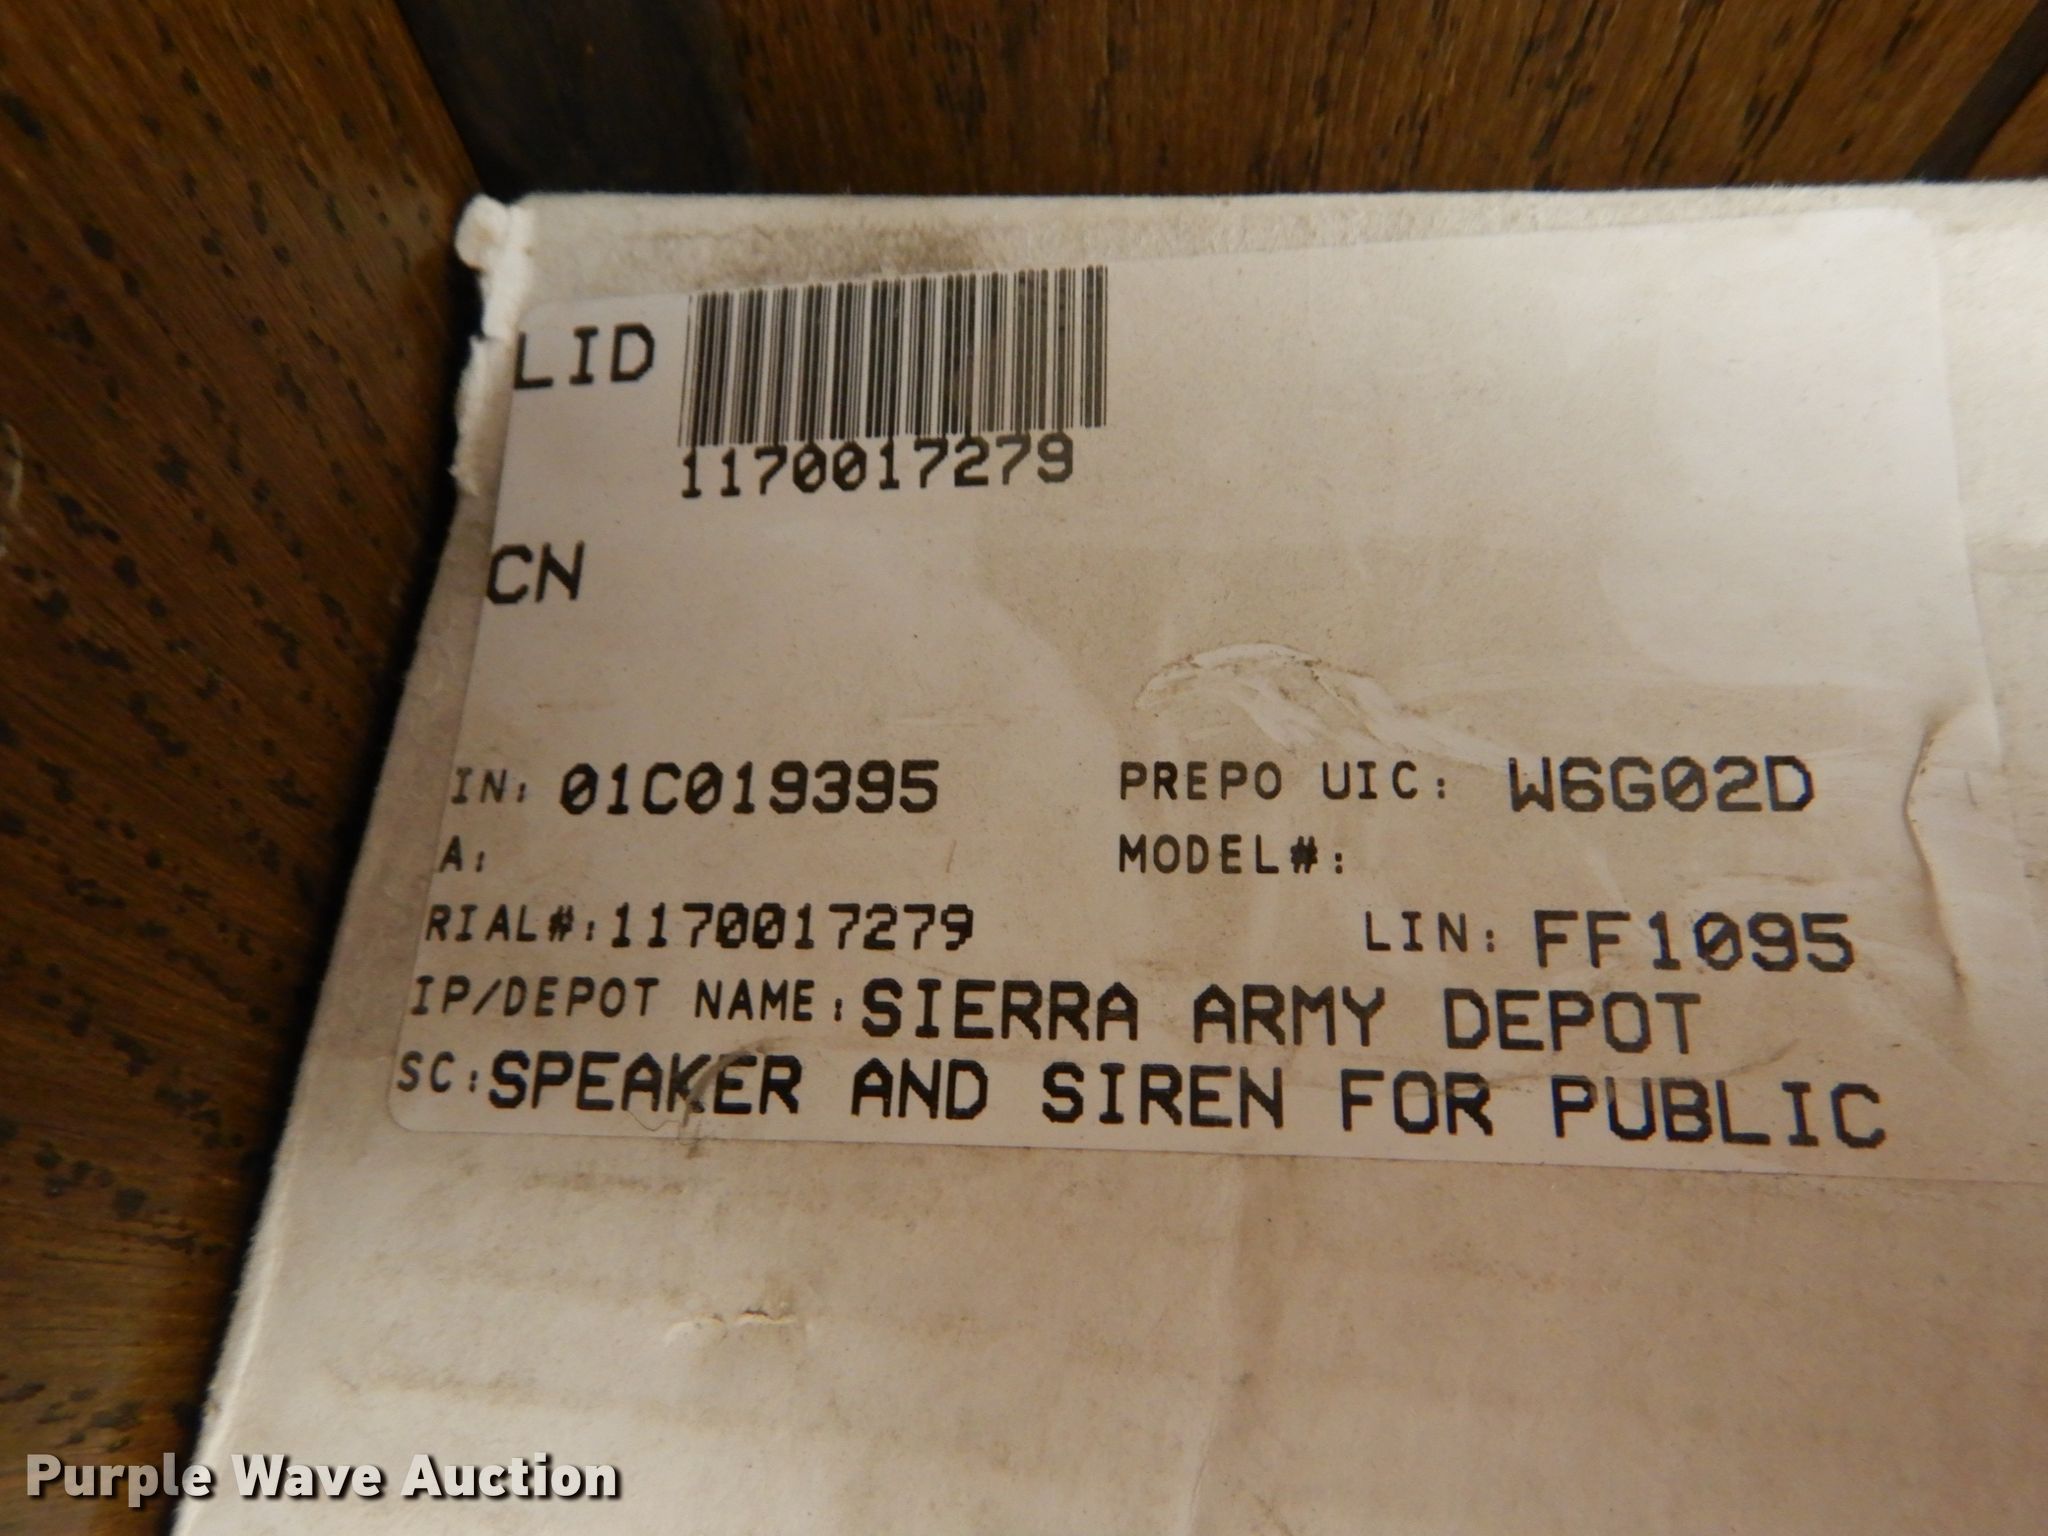 LID
1170017279
CN
IN: 01C019395 PREPO UIC: W6G02D
A: MODEL#:
RIAL#:1170017279 LIN: FF1095
IP/DEPOT NAME:SIERRA ARMY DEPOT
SC:SPEAKER AND SIREN FOR PUBLIC
Purple Wave Auction